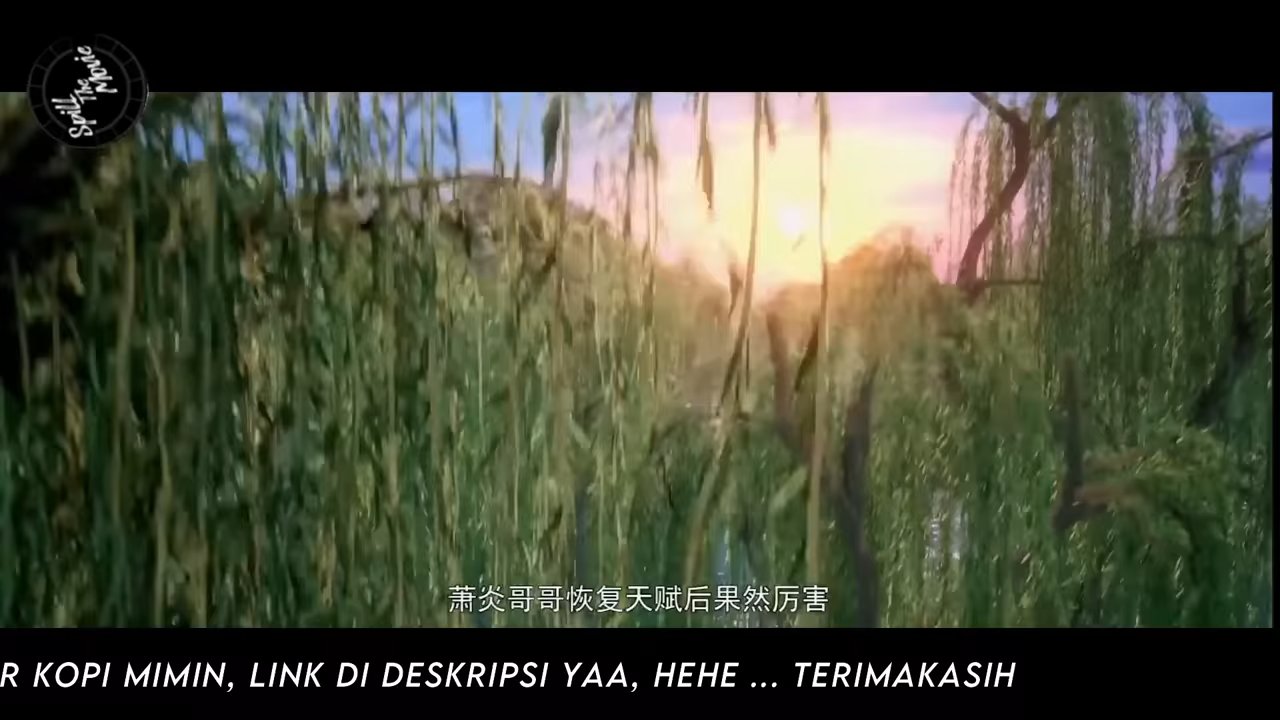 Spill
The
Movie
萧炎哥哥恢复天赋后果然厉害
R KOPI MIMIN, LINK DI DESKRIPSI YAA, HEHE ... TERIMAKASIH